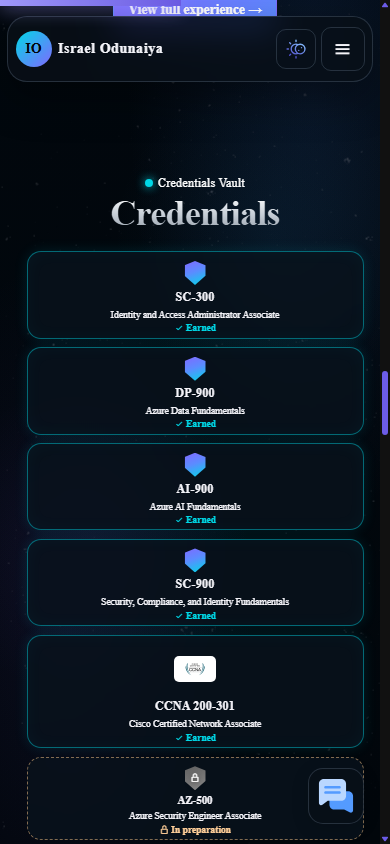 View full experience →
IO
Israel Odunaiya
Credentials Vault
Credentials
SC-300
Identity and Access Administrator Associate
✓ Earned
DP-900
Azure Data Fundamentals
✓ Earned
AI-900
Azure AI Fundamentals
✓ Earned
SC-900
Security, Compliance, and Identity Fundamentals
✓ Earned
CCNA
CCNA 200-301
Cisco Certified Network Associate
✓ Earned
AZ-500
Azure Security Engineer Associate
In preparation